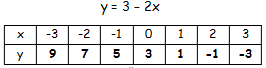 y = 3 – 2x
x -3 -2 -1 0 1 2 3
y 9 7 5 3 1 -1 -3